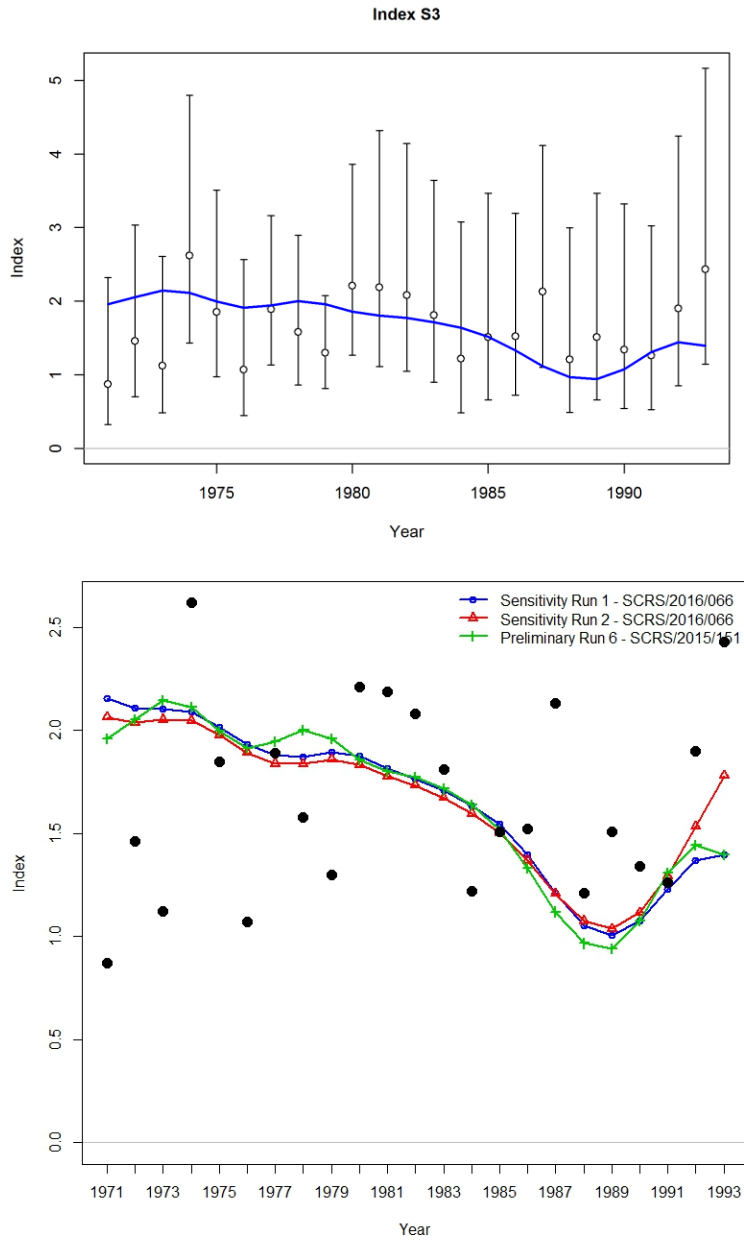 Index S3
5
4
3
2
1
0
Index
1975 1980 1985 1990
Year
Sensitivity Run 1 - SCRS/2016/066
Sensitivity Run 2 - SCRS/2016/066
Preliminary Run 6 - SCRS/2015/151
2.5
2.0
1.5
1.0
0.5
0.0
Index
1971 1973 1975 1977 1979 1981 1983 1985 1987 1989 1991 1993
Year